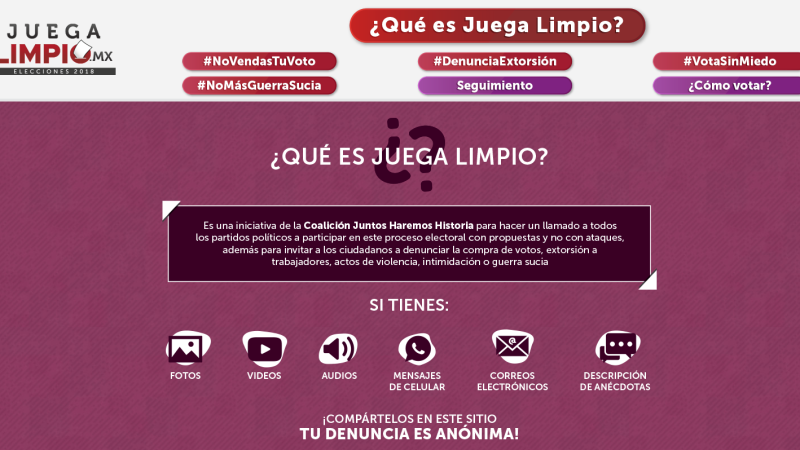 JUEGA
LIMPIO.MX
ELECCIONES 2018
¿Qué es Juega Limpio?
#NoVendasTuVoto
#DenunciaExtorsión
#VotaSinMiedo
#NoMásGuerraSucia
Seguimiento
¿Cómo votar?
¿?
¿QUÉ ES JUEGA LIMPIO?
Es una iniciativa de la Coalición Juntos Haremos Historia para hacer un llamado a todos
los partidos políticos a participar en este proceso electoral con propuestas y no con ataques,
además para invitar a los ciudadanos a denunciar la compra de votos, extorsión a
trabajadores, actos de violencia, intimidación o guerra sucia
SI TIENES:
FOTOS
VIDEOS
AUDIOS
MENSAJES
DE CELULAR
CORREOS
ELECTRÓNICOS
DESCRIPCIÓN
DE ANÉCDOTAS
¡COMPÁRTELOS EN ESTE SITIO
TU DENUNCIA ES ANÓNIMA!